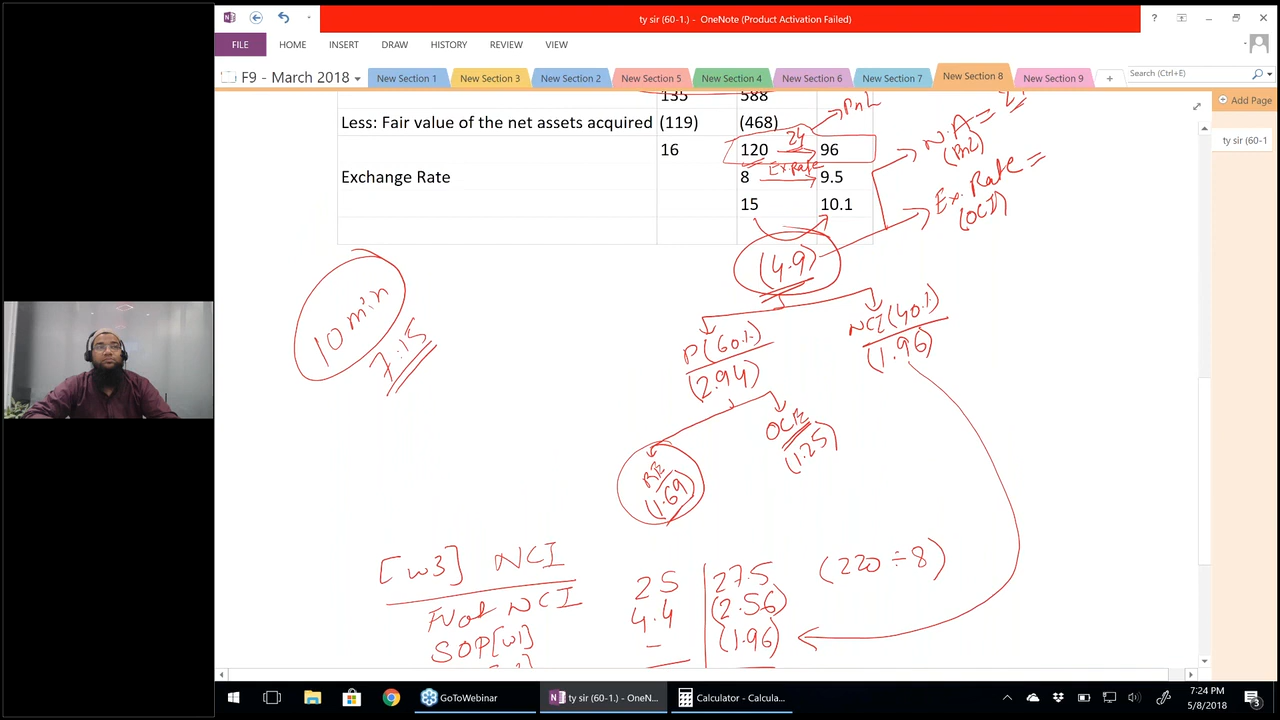 ty sir (60-1.) - OneNote (Product Activation Failed)
?
FILE HOME INSERT DRAW HISTORY REVIEW VIEW
F9 - March 2018 New Section 1 New Section 3 New Section 2 New Section 5 New Section 4 New Section 6 New Section 7 New Section 8 New Section 9 + Search (Ctrl+E)
Add Page
ty sir (60-1
135 588
PnL
Less: Fair value of the net assets acquired (119) (468)
N.A =
(PnL)
24
16 120 96
Ex.Rate
Exchange Rate 8 9.5
Ex. Rate =
(OCI)
15 10.1
(4.9)
10 min
7:15
P(60%) NCI(40%)
(2.94) (1.96)
RE OCE
(1.69) (1.25)
[W3] NCI
FV of NCI 25 27.5 (220 ÷ 8)
SOP[W1] 4.4 (2.56)
– (1.96)
GoToWebinar ty sir (60-1.) - OneN... Calculator - Calcula...
7:24 PM
5/8/2018
3